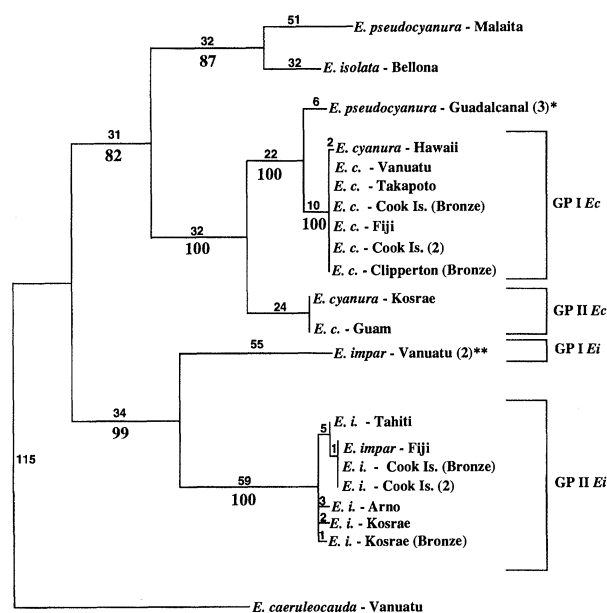 51
E. pseudocyanura - Malaita
32
87
32
E. isolata - Bellona
6
E. pseudocyanura - Guadalcanal (3)*
31
82
22
100
2
E. cyanura - Hawaii
E. c. - Vanuatu
E. c. - Takapoto
10
100
E. c. - Cook Is. (Bronze)
E. c. - Fiji
E. c. - Cook Is. (2)
E. c. - Clipperton (Bronze)
GP I Ec
32
100
24
E. cyanura - Kosrae
E. c. - Guam
GP II Ec
55
E. impar - Vanuatu (2)**
GP I Ei
34
99
5
E. i. - Tahiti
1
E. impar - Fiji
E. i. - Cook Is. (Bronze)
E. i. - Cook Is. (2)
59
100
3
E. i. - Arno
2
E. i. - Kosrae
1
E. i. - Kosrae (Bronze)
GP II Ei
115
E. caeruleocauda - Vanuatu